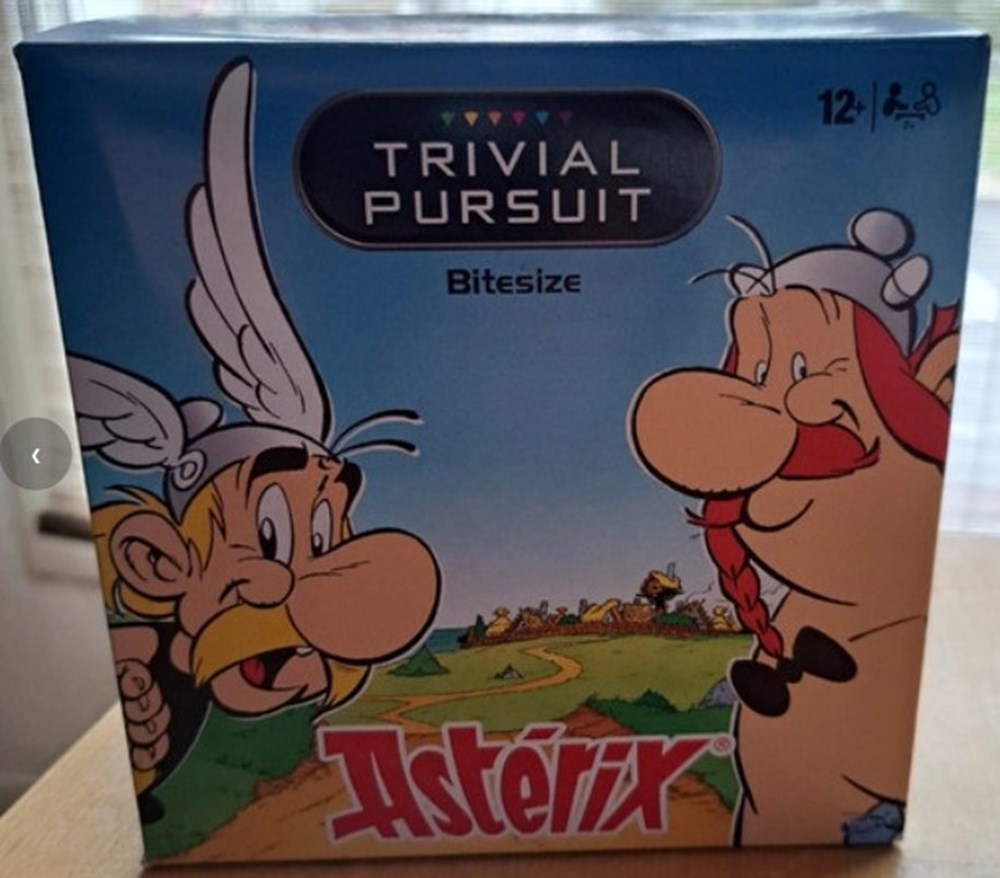 TRIVIAL
PURSUIT
Bitesize
12+
Astérix®